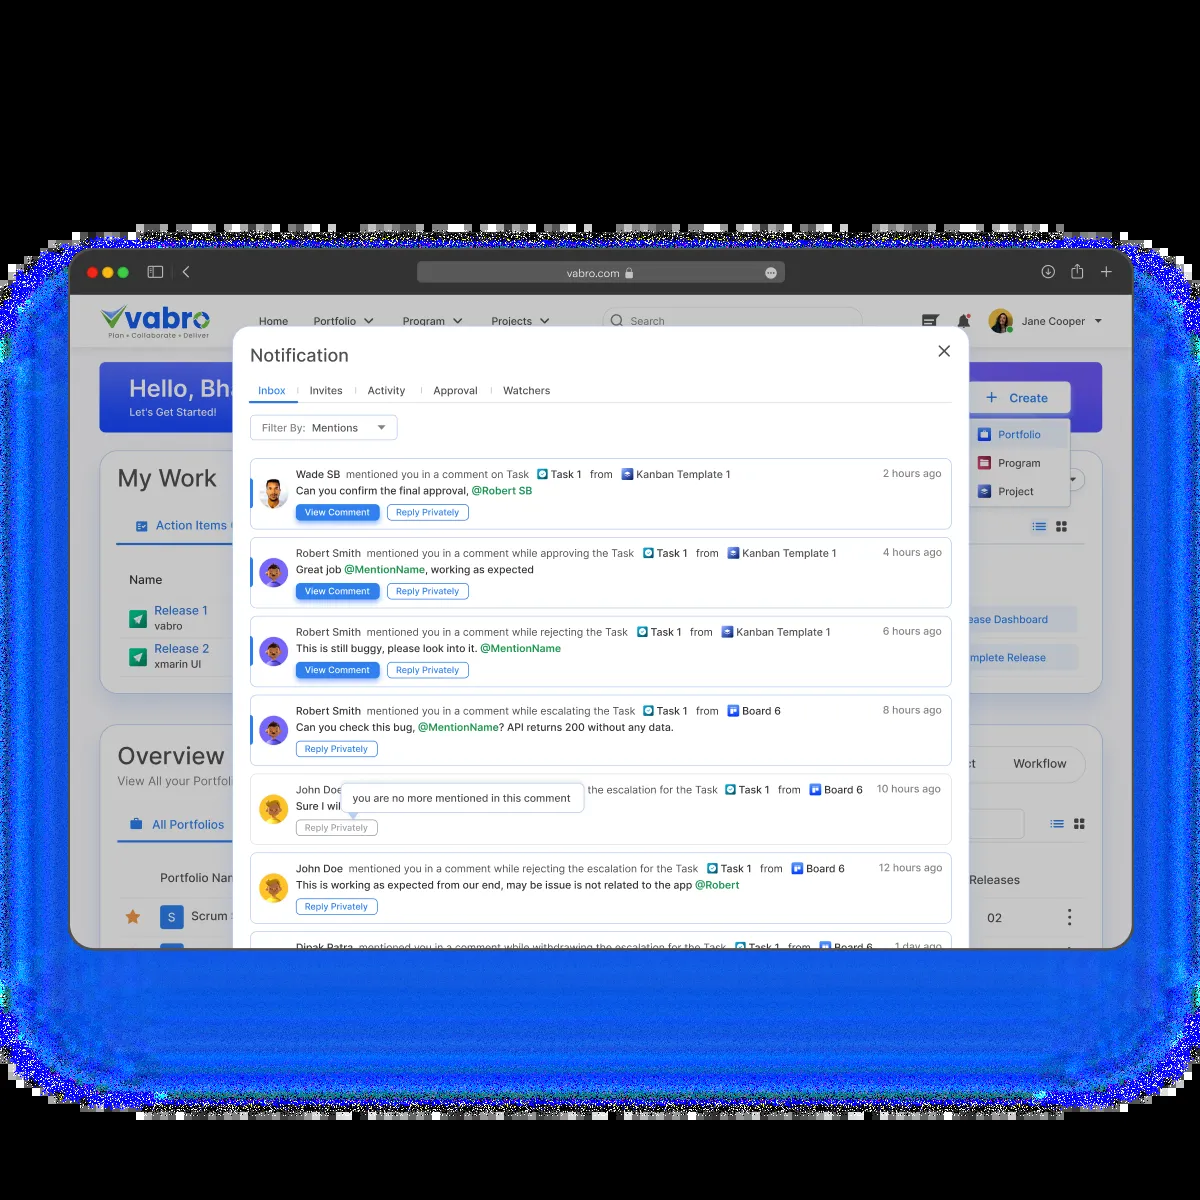 vabro.com
vabro
Plan • Collaborate • Deliver
Home Portfolio Program Projects Search Jane Cooper
Hello, Bha
Let's Get Started!
Create
Portfolio
Program
Project
My Work
Action Items
Name
Release 1
vabro
Release 2
xmarin UI
ease Dashboard
mplete Release
Overview
View All your Portfoli
ct Workflow
All Portfolios
Portfolio Nar
Releases
S Scrum
02
Notification
Inbox Invites Activity Approval Watchers
Filter By: Mentions
Wade SB mentioned you in a comment on Task Task 1 from Kanban Template 1 2 hours ago
Can you confirm the final approval, @Robert SB
View Comment Reply Privately
Robert Smith mentioned you in a comment while approving the Task Task 1 from Kanban Template 1 4 hours ago
Great job @MentionName, working as expected
View Comment Reply Privately
Robert Smith mentioned you in a comment while rejecting the Task Task 1 from Kanban Template 1 6 hours ago
This is still buggy, please look into it. @MentionName
View Comment Reply Privately
Robert Smith mentioned you in a comment while escalating the Task Task 1 from Board 6 8 hours ago
Can you check this bug, @MentionName? API returns 200 without any data.
Reply Privately
John Doe the escalation for the Task Task 1 from Board 6 10 hours ago
you are no more mentioned in this comment
Sure I wil
Reply Privately
John Doe mentioned you in a comment while rejecting the escalation for the Task Task 1 from Board 6 12 hours ago
This is working as expected from our end, may be issue is not related to the app @Robert
Reply Privately
Dipak Patra mentioned you in a comment while withdrawing the escalation for the Task Task 1 from Board 6 1 day ago